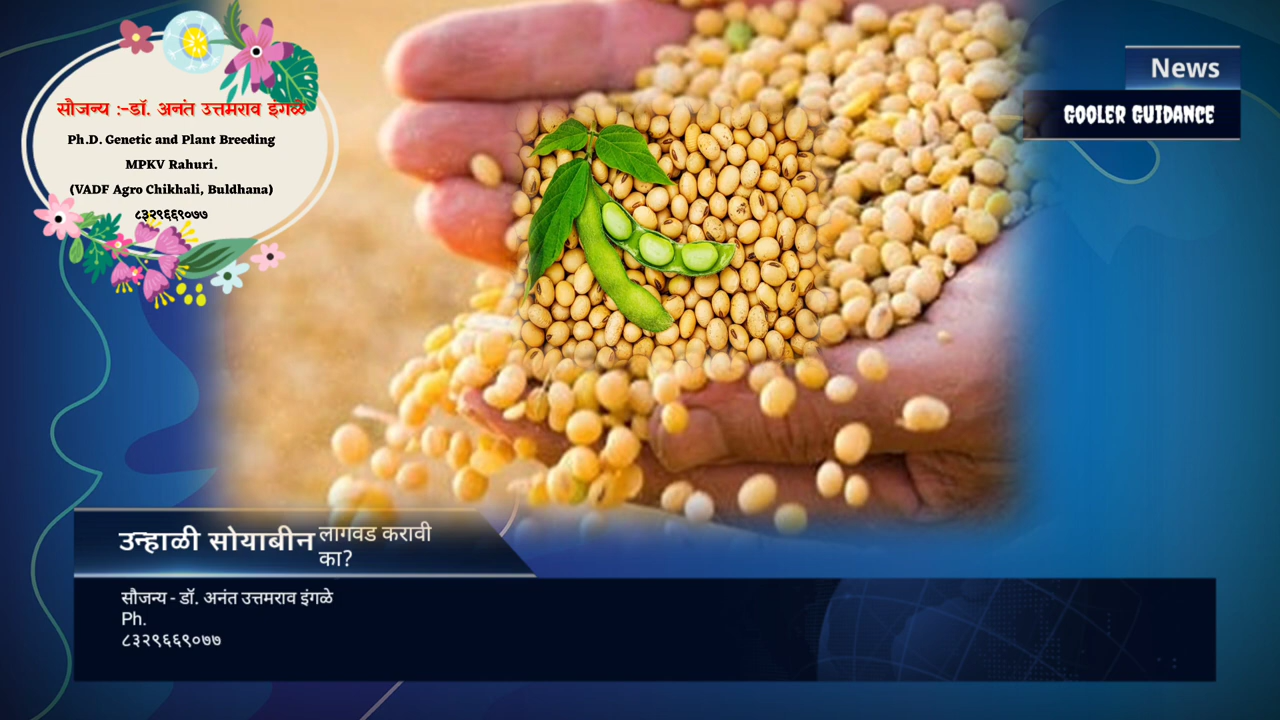 सौजन्य :-डॉ. अनंत उत्तमराव इंगळे
Ph.D. Genetic and Plant Breeding
MPKV Rahuri.
(VADF Agro Chikhali, Buldhana)
८३२९६६९०७७
News
GOOLER GUIDANCE
उन्हाळी सोयाबीन लागवड करावी
का?
सौजन्य - डॉ. अनंत उत्तमराव इंगळे
Ph.
८३२९६६९०७७